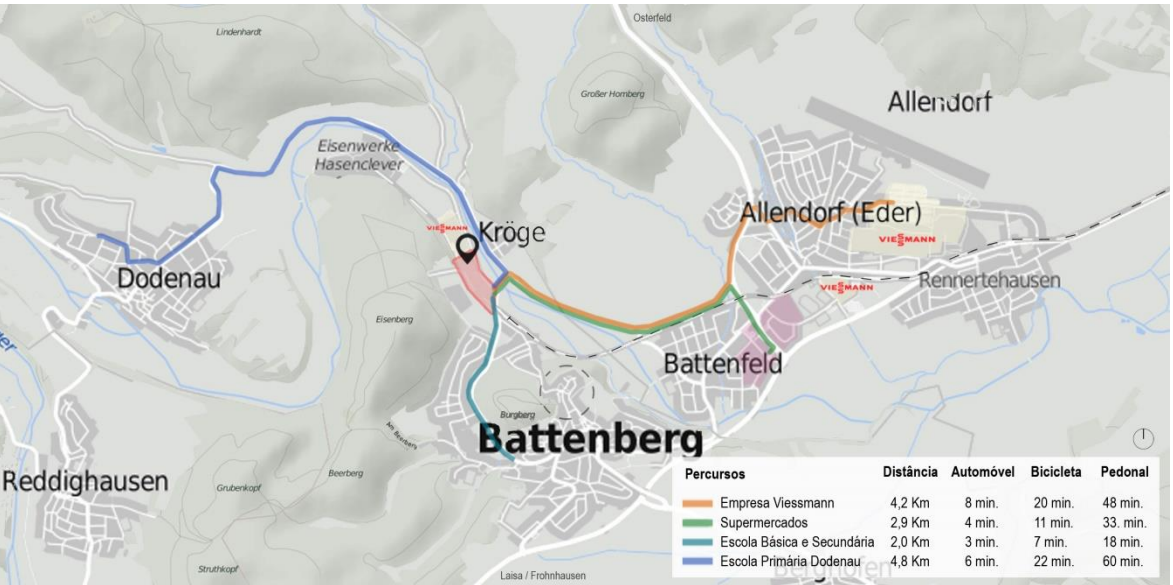 Osterfeld
Lindenhardt
Großer Homberg
Allendorf
Eisenwerke
Hasenclever
Allendorf (Eder)
VIESSMANN
Kröge
VIESSMANN
Dodenau
Rennertehausen
VIESSMANN
Eisenberg
Battenfeld
Burgberg
Am Beerberg
Battenberg
Beerberg
Reddighausen
Grubenkopf
Struthkopf
Laisa / Frohnhausen
Percursos Distância Automóvel Bicicleta Pedonal
Empresa Viessmann 4,2 Km 8 min. 20 min. 48 min.
Supermercados 2,9 Km 4 min. 11 min. 33. min.
Escola Básica e Secundária 2,0 Km 3 min. 7 min. 18 min.
Escola Primária Dodenau 4,8 Km 6 min. 22 min. 60 min.
Berghofen